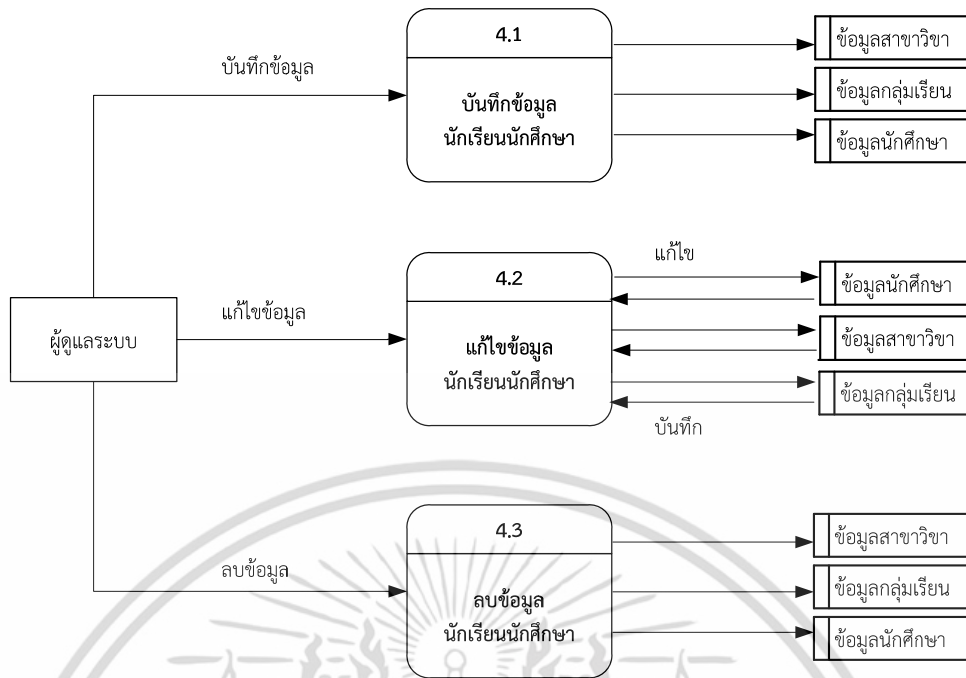 4.1
บันทึกข้อมูล
บันทึกข้อมูล
นักเรียนนักศึกษา
ข้อมูลสาขาวิขา
ข้อมูลกลุ่มเรียน
ข้อมูลนักศึกษา
ผู้ดูแลระบบ
แก้ไขข้อมูล
4.2
แก้ไขข้อมูล
นักเรียนนักศึกษา
แก้ไข
บันทึก
ข้อมูลนักศึกษา
ข้อมูลสาขาวิขา
ข้อมูลกลุ่มเรียน
ลบข้อมูล
4.3
ลบข้อมูล
นักเรียนนักศึกษา
ข้อมูลสาขาวิขา
ข้อมูลกลุ่มเรียน
ข้อมูลนักศึกษา